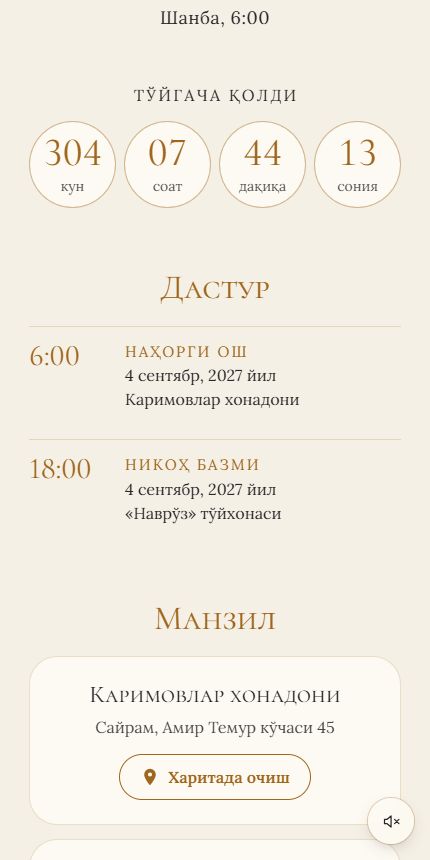 Шанба, 6:00
ТЎЙГАЧА ҚОЛДИ
304 07 44 13
кун соат дақиқа сония
Дастур
6:00
НАҲОРГИ ОШ
4 сентябр, 2027 йил
Каримовлар хонадони
18:00
НИКОҲ БАЗМИ
4 сентябр, 2027 йил
«Наврўз» тўйхонаси
Манзил
Каримовлар хонадони
Сайрам, Амир Темур кўчаси 45
Харитада очиш